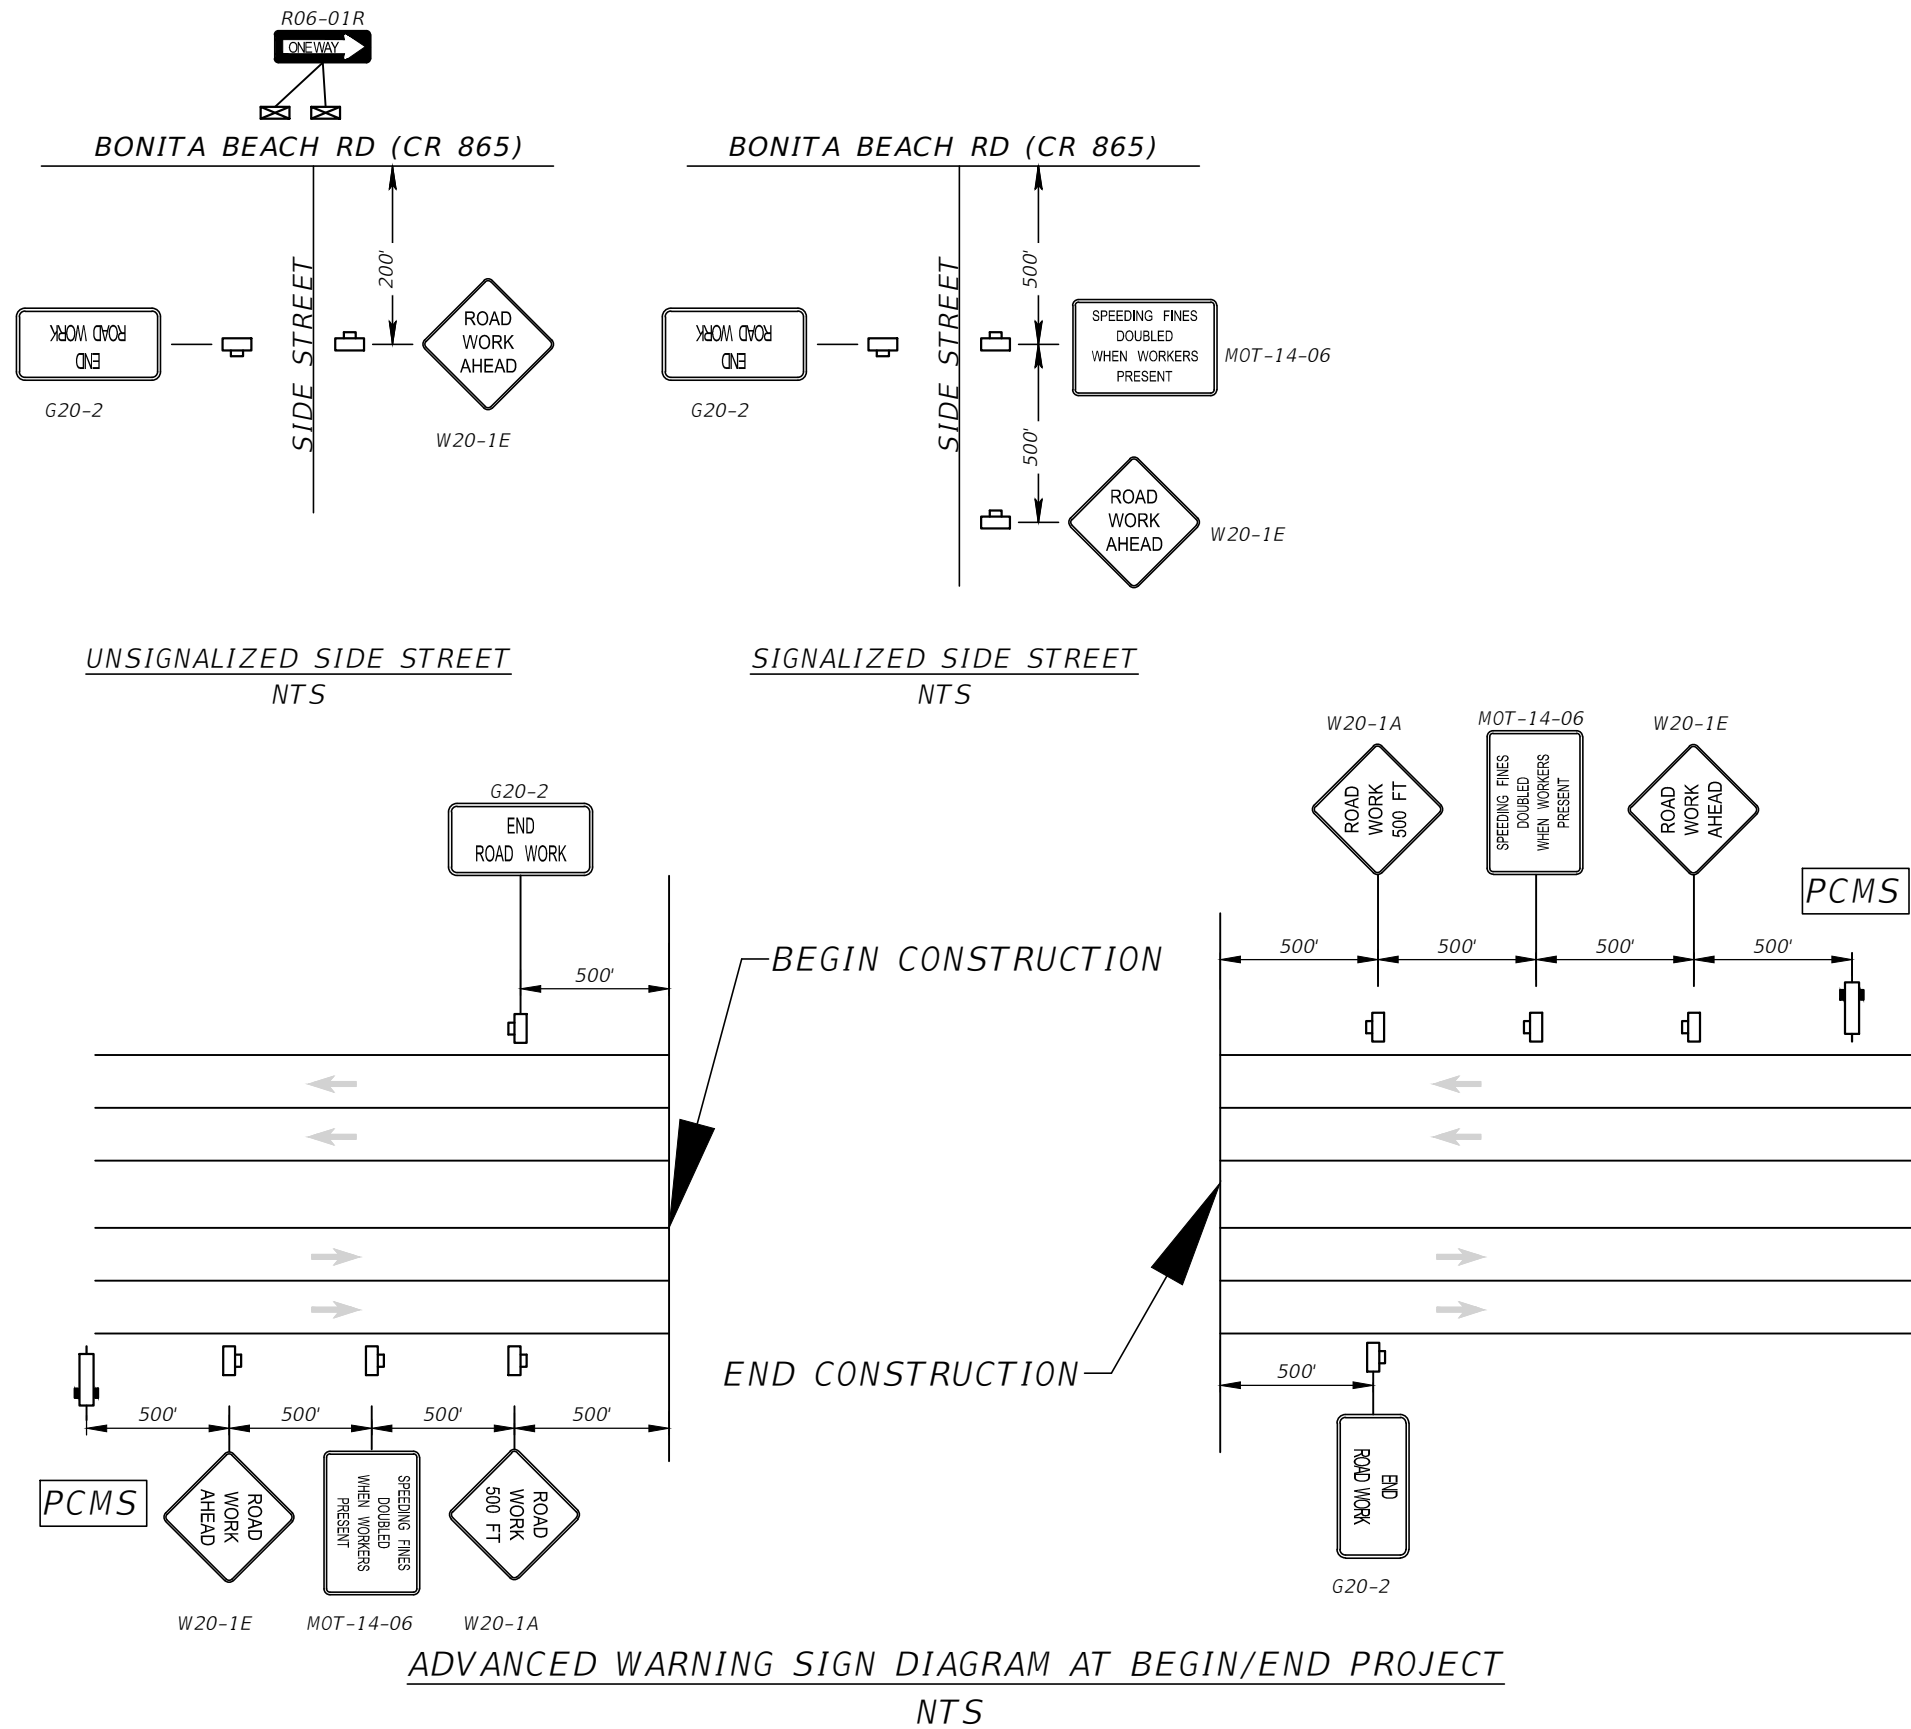 R06-01R
ONE WAY
BONITA BEACH RD (CR 865)
SIDE STREET
200'
END
ROAD WORK
G20-2
ROAD
WORK
AHEAD
W20-1E
UNSIGNALIZED SIDE STREET
NTS
BONITA BEACH RD (CR 865)
SIDE STREET
500'
500'
END
ROAD WORK
G20-2
SPEEDING FINES
DOUBLED
WHEN WORKERS
PRESENT
MOT-14-06
ROAD
WORK
AHEAD
W20-1E
SIGNALIZED SIDE STREET
NTS
G20-2
END
ROAD WORK
500'
BEGIN CONSTRUCTION
W20-1A
ROAD
WORK
500 FT
MOT-14-06
SPEEDING FINES
DOUBLED
WHEN WORKERS
PRESENT
W20-1E
ROAD
WORK
AHEAD
PCMS
500'
500'
500'
500'
END CONSTRUCTION
500'
END
ROAD WORK
G20-2
500'
500'
500'
500'
PCMS
ROAD
WORK
AHEAD
W20-1E
SPEEDING FINES
DOUBLED
WHEN WORKERS
PRESENT
MOT-14-06
ROAD
WORK
500 FT
W20-1A
ADVANCED WARNING SIGN DIAGRAM AT BEGIN/END PROJECT
NTS